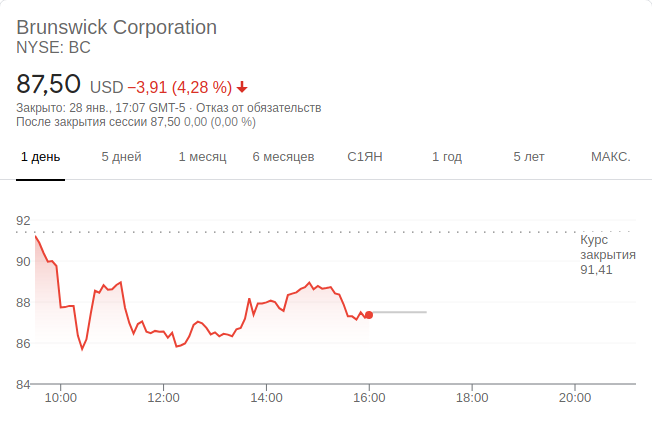 Brunswick Corporation
NYSE: BC
87,50 USD −3,91 (4,28 %)
Закрыто: 28 янв., 17:07 GMT-5 · Отказ от обязательств
После закрытия сессии 87,50 0,00 (0,00 %)
1 день 5 дней 1 месяц 6 месяцев С1ЯН 1 год 5 лет МАКС.
92
Курс
закрытия
91,41
90
88
86
84
10:00 12:00 14:00 16:00 18:00 20:00